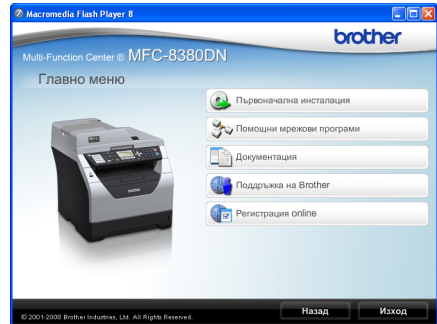 Macromedia Flash Player 8
brother
Multi-Function Center ® MFC-8380DN
Главно меню
Първоначална инсталация
Помощни мрежови програми
Документация
Поддръжка на Brother
Регистрация online
brother
Назад
Изход
© 2001-2008 Brother Industries, Ltd. All Rights Reserved.